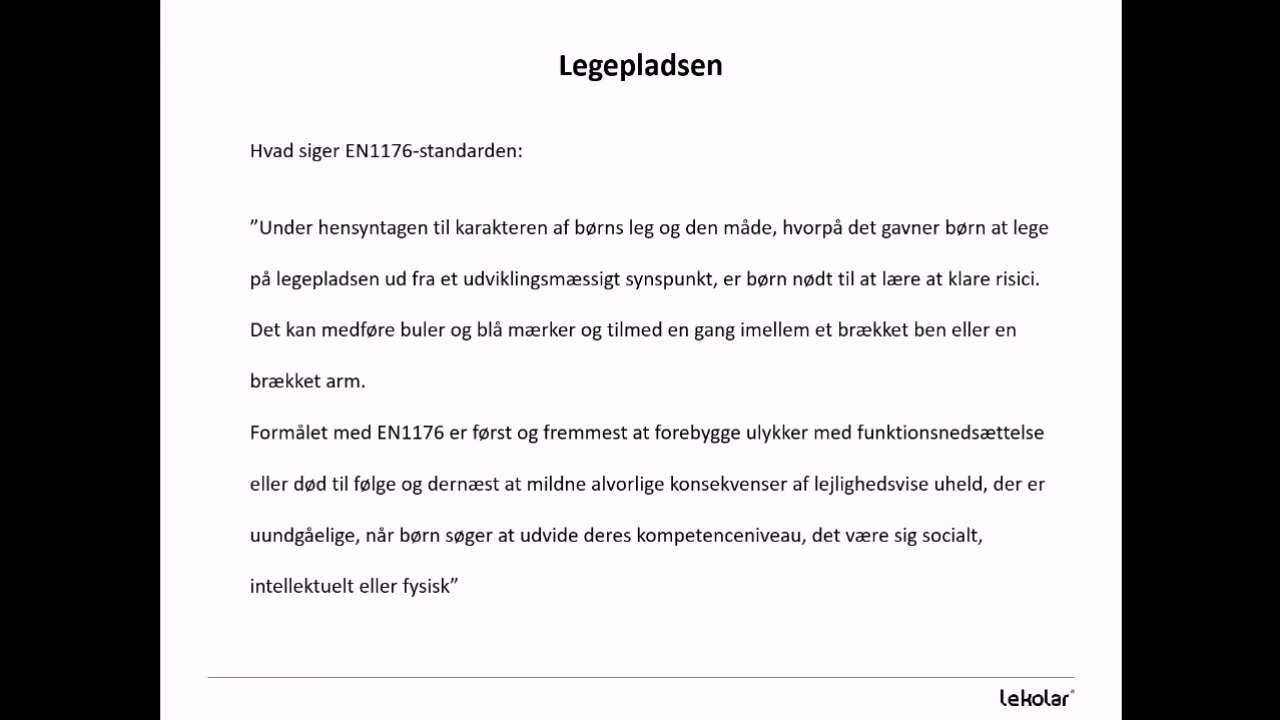 Legepladsen
Hvad siger EN1176-standarden:
”Under hensyntagen til karakteren af børns leg og den måde, hvorpå det gavner børn at lege
på legepladsen ud fra et udviklingsmæssigt synspunkt, er børn nødt til at lære at klare risici.
Det kan medføre buler og blå mærker og tilmed en gang imellem et brækket ben eller en
brækket arm.
Formålet med EN1176 er først og fremmest at forebygge ulykker med funktionsnedsættelse
eller død til følge og dernæst at mildne alvorlige konsekvenser af lejlighedsvise uheld, der er
uundgåelige, når børn søger at udvide deres kompetenceniveau, det være sig socialt,
intellektuelt eller fysisk”
lekolar®